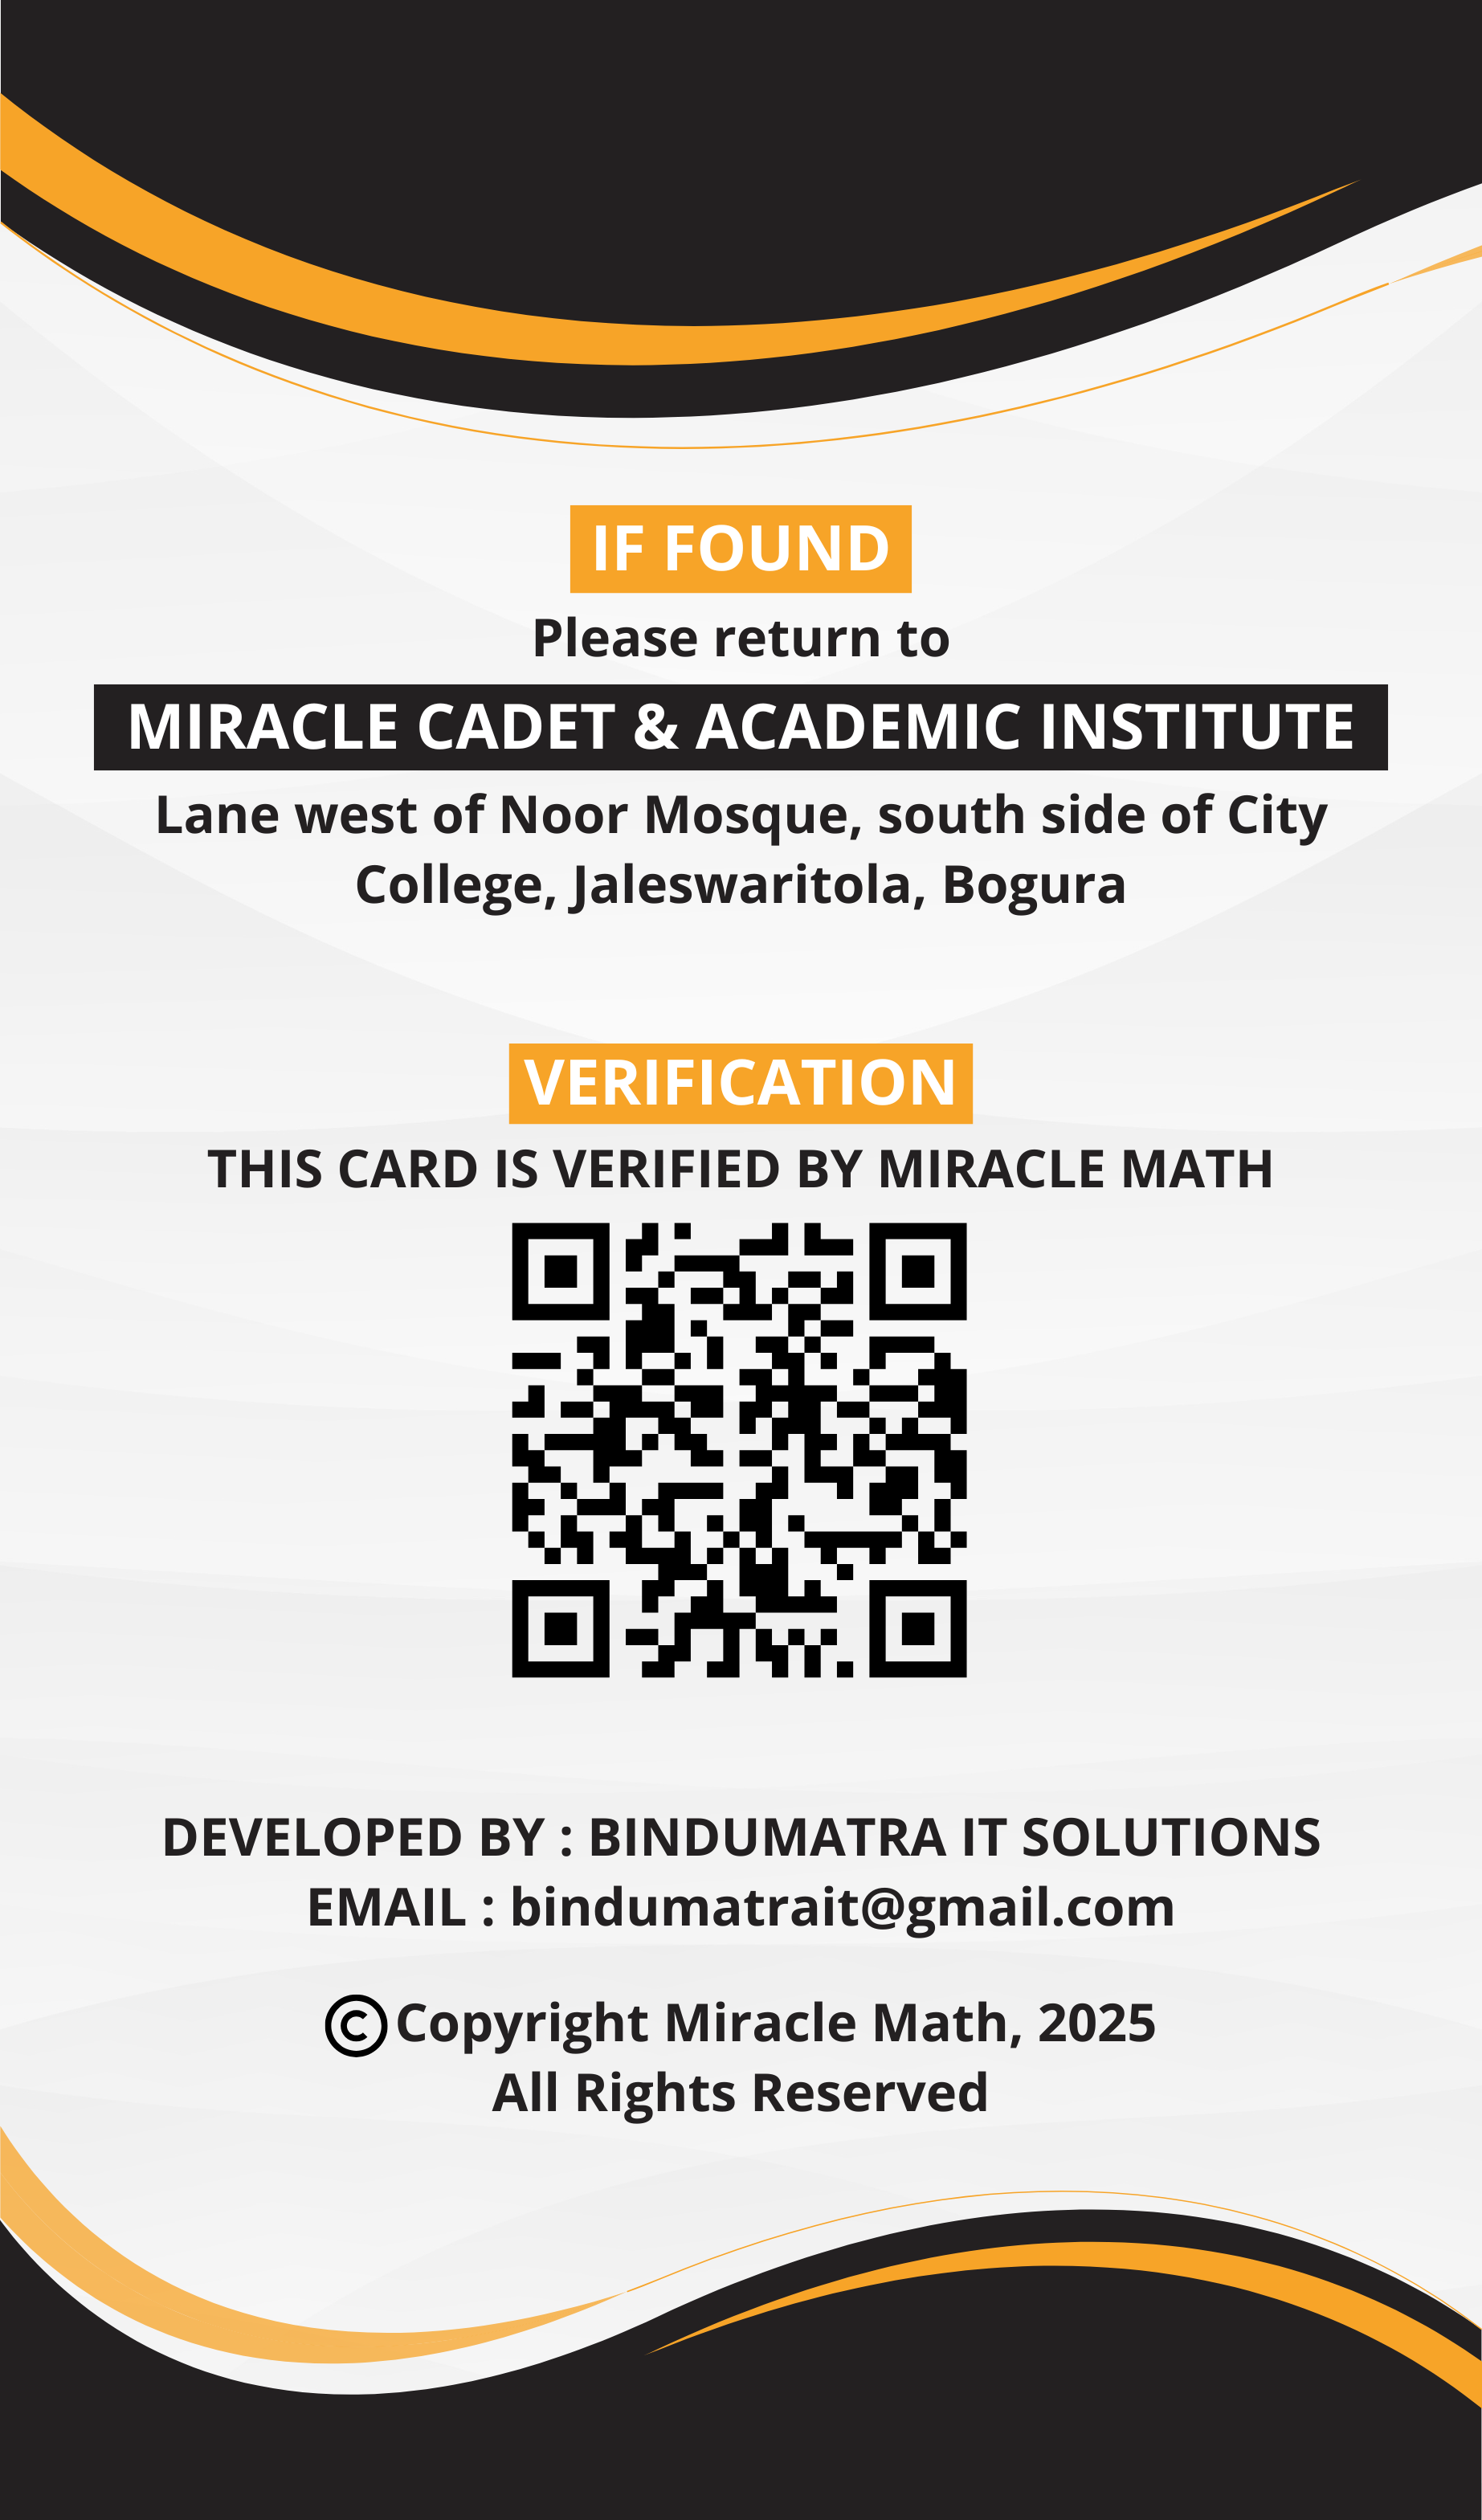 IF FOUND
Please return to
MIRACLE CADET & ACADEMIC INSTITUTE
Lane west of Noor Mosque, south side of City
College, Jaleswaritola, Bogura
VERIFICATION
THIS CARD IS VERIFIED BY MIRACLE MATH
DEVELOPED BY : BINDUMATRA IT SOLUTIONS
EMAIL : bindumatrait@gmail.com
© Copyright Miracle Math, 2025
All Rights Reserved